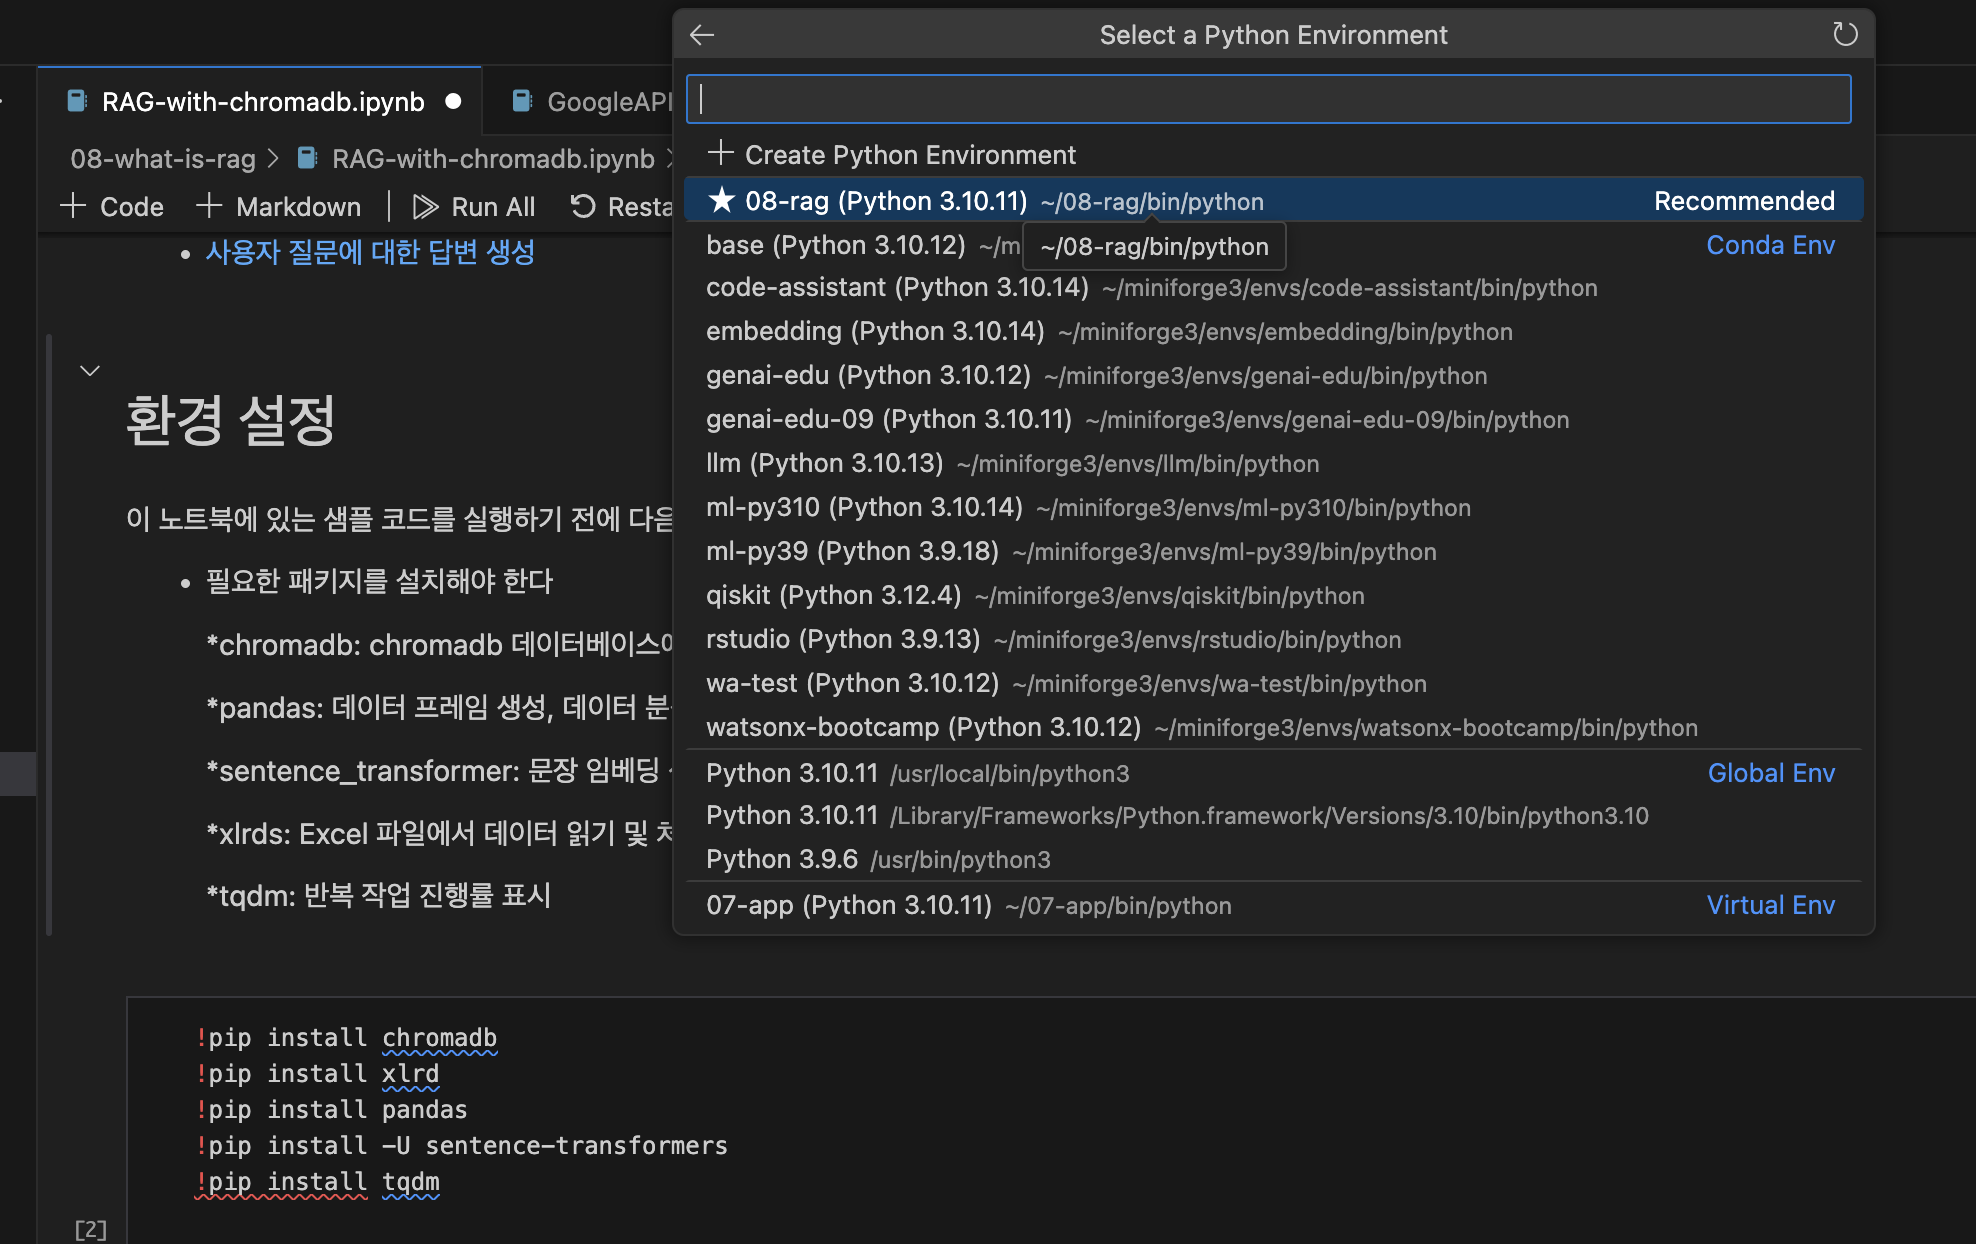 Select a Python Environment
RAG-with-chromadb.ipynb
GoogleAPI
08-what-is-rag > RAG-with-chromadb.ipynb >
Code
Markdown
Run All
Resta
Create Python Environment
★ 08-rag (Python 3.10.11) ~/08-rag/bin/python Recommended
~/08-rag/bin/python
base (Python 3.10.12) ~/m Conda Env
code-assistant (Python 3.10.14) ~/miniforge3/envs/code-assistant/bin/python
embedding (Python 3.10.14) ~/miniforge3/envs/embedding/bin/python
genai-edu (Python 3.10.12) ~/miniforge3/envs/genai-edu/bin/python
genai-edu-09 (Python 3.10.11) ~/miniforge3/envs/genai-edu-09/bin/python
llm (Python 3.10.13) ~/miniforge3/envs/llm/bin/python
ml-py310 (Python 3.10.14) ~/miniforge3/envs/ml-py310/bin/python
ml-py39 (Python 3.9.18) ~/miniforge3/envs/ml-py39/bin/python
qiskit (Python 3.12.4) ~/miniforge3/envs/qiskit/bin/python
rstudio (Python 3.9.13) ~/miniforge3/envs/rstudio/bin/python
wa-test (Python 3.10.12) ~/miniforge3/envs/wa-test/bin/python
watsonx-bootcamp (Python 3.10.12) ~/miniforge3/envs/watsonx-bootcamp/bin/python
Python 3.10.11 /usr/local/bin/python3 Global Env
Python 3.10.11 /Library/Frameworks/Python.framework/Versions/3.10/bin/python3.10
Python 3.9.6 /usr/bin/python3
07-app (Python 3.10.11) ~/07-app/bin/python Virtual Env
• 사용자 질문에 대한 답변 생성
환경 설정
이 노트북에 있는 샘플 코드를 실행하기 전에 다음
• 필요한 패키지를 설치해야 한다
*chromadb: chromadb 데이터베이스에
*pandas: 데이터 프레임 생성, 데이터
*sentence_transformer: 문장 임베딩
*xlrds: Excel 파일에서 데이터 읽기 및
*tqdm: 반복 작업 진행률 표시
!pip install chromadb
!pip install xlrd
!pip install pandas
!pip install -U sentence-transformers
!pip install tqdm
[2]